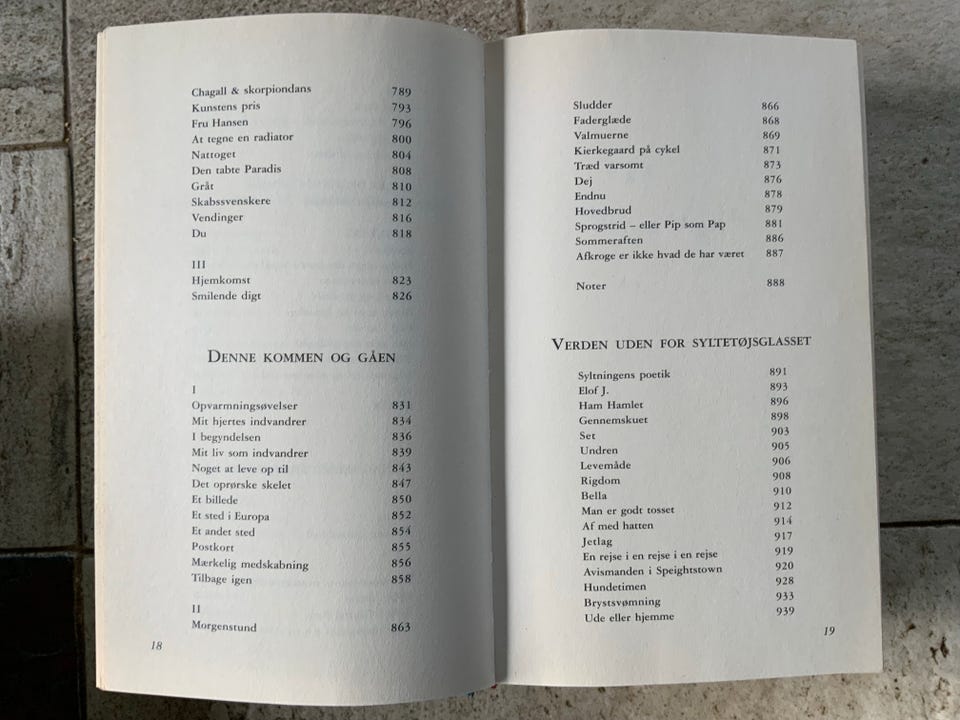 Chagall & skorpiondans 789
Kunstens pris 793
Fru Hansen 796
At tegne en radiator 800
Nattoget 804
Den tabte Paradis 808
Gråt 810
Skabssvenskere 812
Vendinger 816
Du 818
III
Hjemkomst 823
Smilende digt 826
DENNE KOMMEN OG GÅEN
I
Opvarmningsøvelser 831
Mit hjertes indvandrer 834
I begyndelsen 836
Mit liv som indvandrer 839
Noget at leve op til 843
Det oprørske skelet 847
Et billede 850
Et sted i Europa 852
Et andet sted 854
Postkort 855
Mærkelig medskabning 856
Tilbage igen 858
II
Morgenstund 863
18
Sludder 866
Faderglæde 868
Valmuerne 869
Kierkegaard på cykel 871
Træd varsomt 873
Dej 876
Endnu 878
Hovedbrud 879
Sprogstrid – eller Pip som Pap 881
Sommeraften 886
Afkroge er ikke hvad de har været 887
Noter 888
VERDEN UDEN FOR SYLTETØJSGLASSET
Syltningens poetik 891
Elof J. 893
Ham Hamlet 896
Gennemskuet 898
Set 903
Undren 905
Levemåde 906
Rigdom 908
Bella 910
Man er godt tosset 912
Af med hatten 914
Jetlag 917
En rejse i en rejse i en rejse 919
Avismanden i Speightstown 920
Hundetimen 928
Brystsvømning 933
Ude eller hjemme 939
19